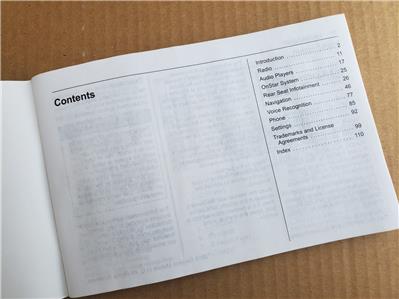 Contents
Introduction 2
Radio 11
Audio Players 17
OnStar System 25
Rear Seat Infotainment 26
Navigation 46
Voice Recognition 77
Phone 85
Settings 92
Trademarks and License
Agreements 99
Index 110